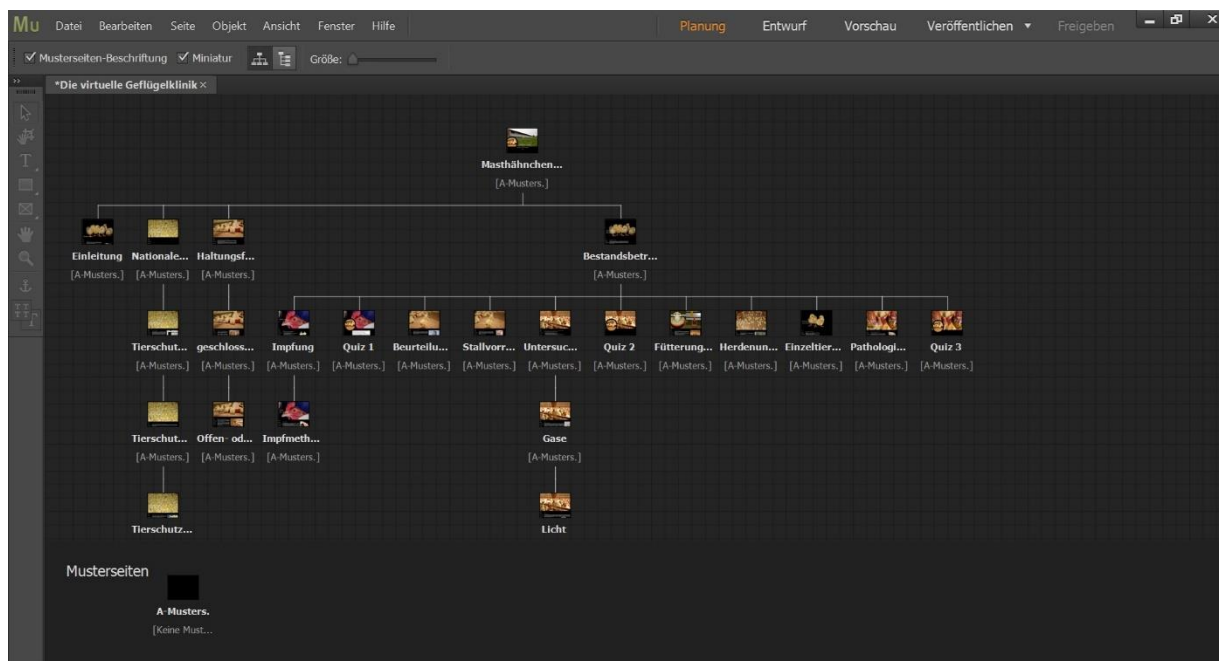 Mu Datei Bearbeiten Seite Objekt Ansicht Fenster Hilfe Planung Entwurf Vorschau Veröffentlichen Freigeben
Musterseiten-Beschriftung Miniatur Größe:
*Die virtuelle Geflügelklinik ×
Masthähnchen...
[A-Musters.]
Einleitung Nationale... Haltungsf... Bestandsbetr...
[A-Musters.] [A-Musters.] [A-Musters.] [A-Musters.]
Tierschut... geschloss... Impfung Quiz 1 Beurteilu... Stallvorr... Untersuc... Quiz 2 Fütterung... Herdenun... Einzeltier... Pathologi... Quiz 3
[A-Musters.] [A-Musters.] [A-Musters.] [A-Musters.] [A-Musters.] [A-Musters.] [A-Musters.] [A-Musters.] [A-Musters.] [A-Musters.] [A-Musters.] [A-Musters.] [A-Musters.]
Tierschut... Offen- od... Impfmeth... Gase
[A-Musters.] [A-Musters.] [A-Musters.] [A-Musters.]
Tierschutz... Licht
Musterseiten
A-Musters.
[Keine Must...